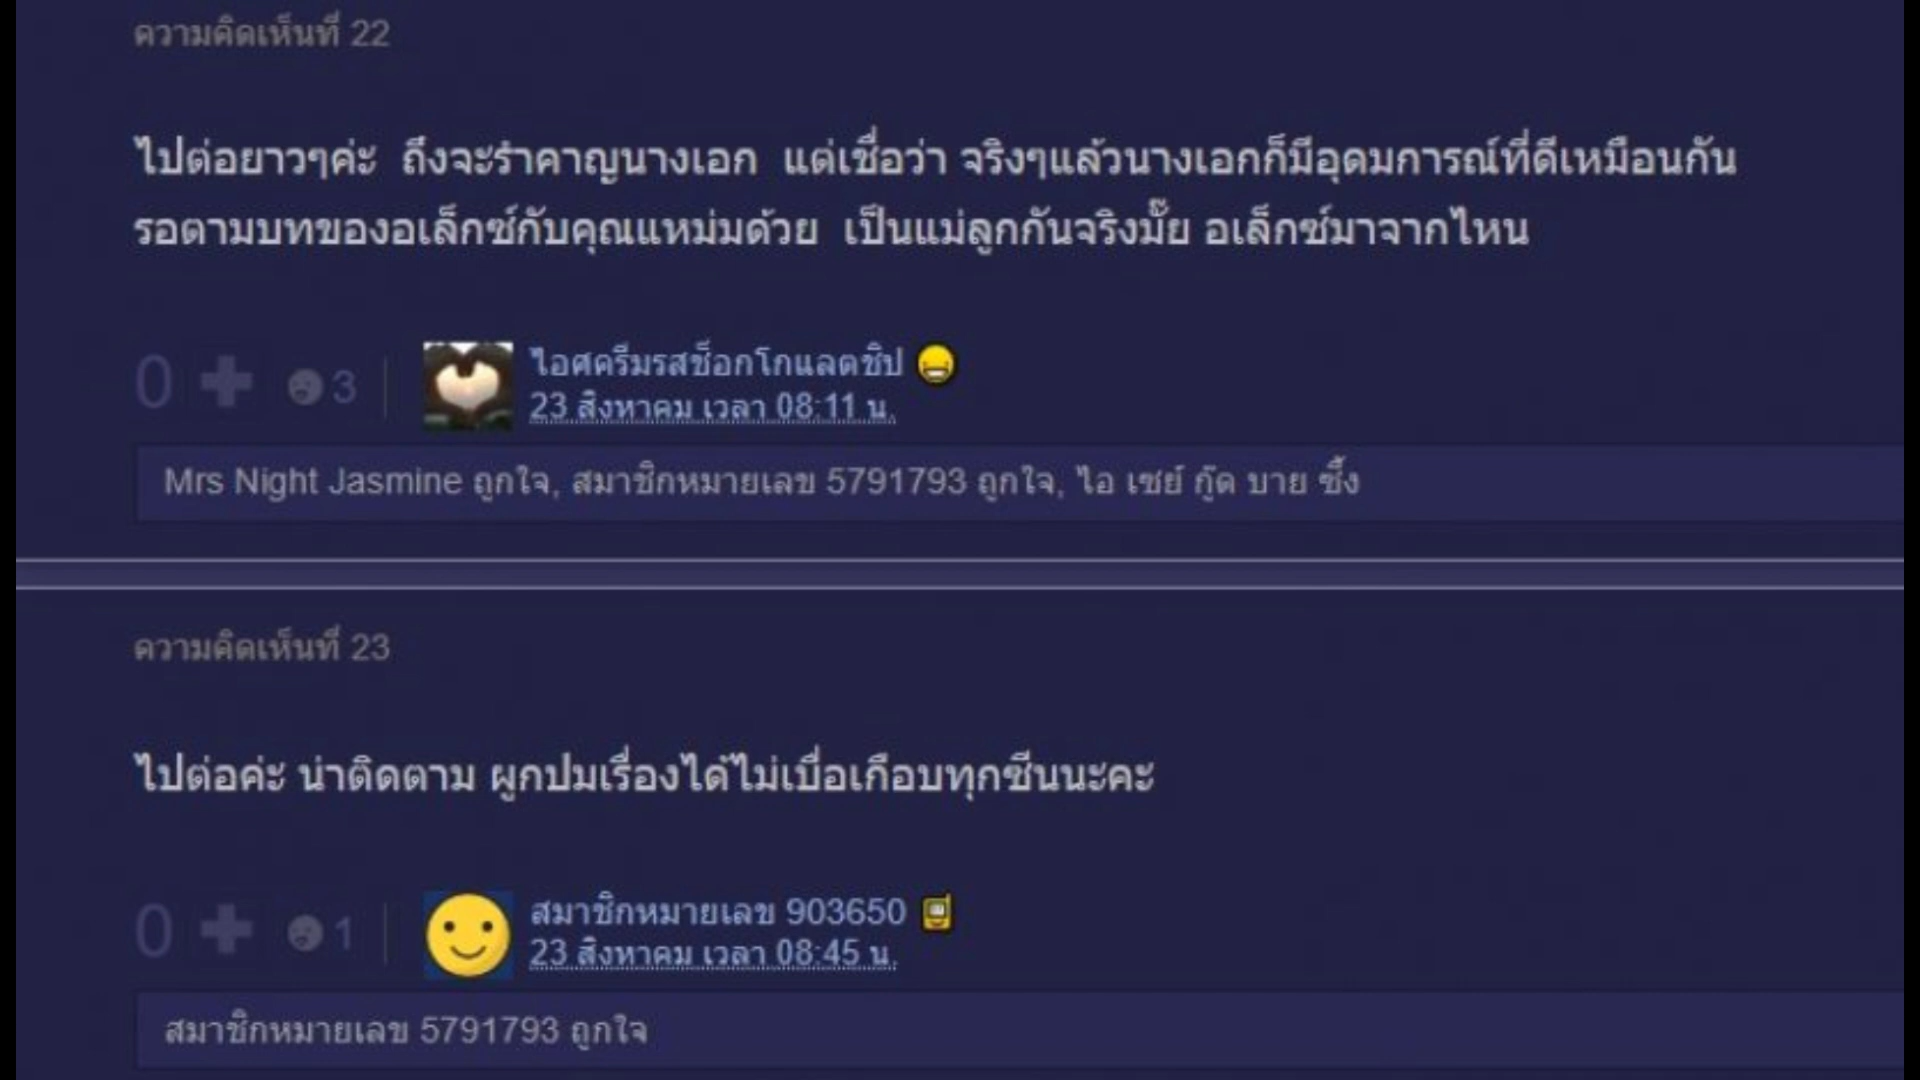 ความคิดเห็นที่ 22
ไปต่อยาวๆค่ะ ถึงจะรำคาญนางเอก แต่เชื่อว่า จริงๆแล้วนางเอกก็มีอุดมการณ์ที่ดีเหมือนกัน
รอตามบทของอเล็กซ์กับคุณแหม่มด้วย เป็นแม่ลูกกันจริงมั๊ย อเล็กซ์มาจากไหน
0 3 ไอศครีมรสช็อกโกแลตชิป
23 สิงหาคม เวลา 08:11 น.
Mrs Night Jasmine ถูกใจ, สมาชิกหมายเลข 5791793 ถูกใจ, ไอ เซย์ กู๊ด บาย ซึ้ง
ความคิดเห็นที่ 23
ไปต่อค่ะ น่าติดตาม ผูกปมเรื่องได้ไม่เบื่อเกือบทุกซีนนะคะ
0 1 สมาชิกหมายเลข 903650
23 สิงหาคม เวลา 08:45 น.
สมาชิกหมายเลข 5791793 ถูกใจ